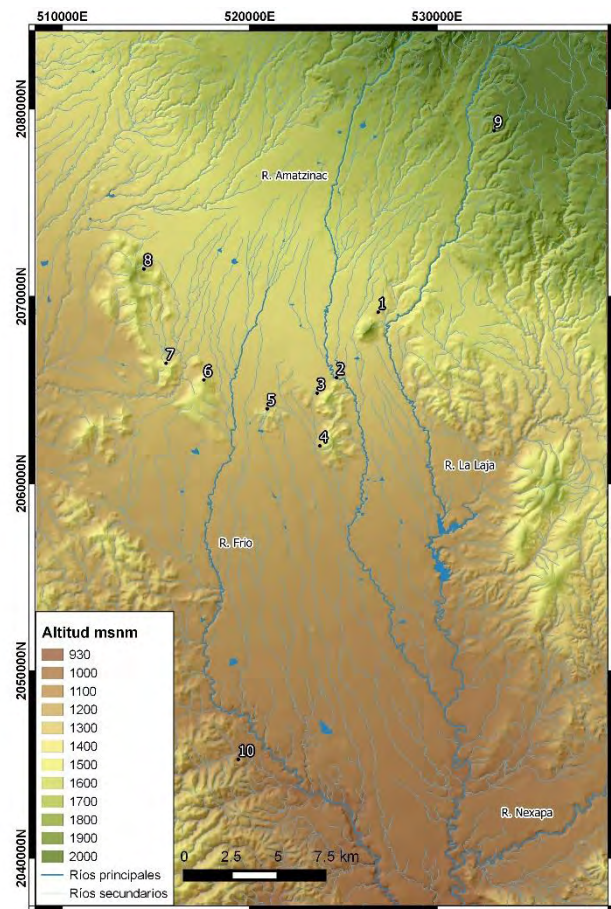 510000E 520000E 530000E
2080000N
9
R. Amatzinac
8
2070000N
1
7
6
2
3
5
4
R. La Laja
2060000N
R. Frio
Altitud msnm
930
1000
1100
1200
1300
1400
1500
1600
1700
1800
1900
2000
Ríos principales
Ríos secundarios
2050000N
10
R. Nexapa
0 2.5 5 7.5 km
2040000N